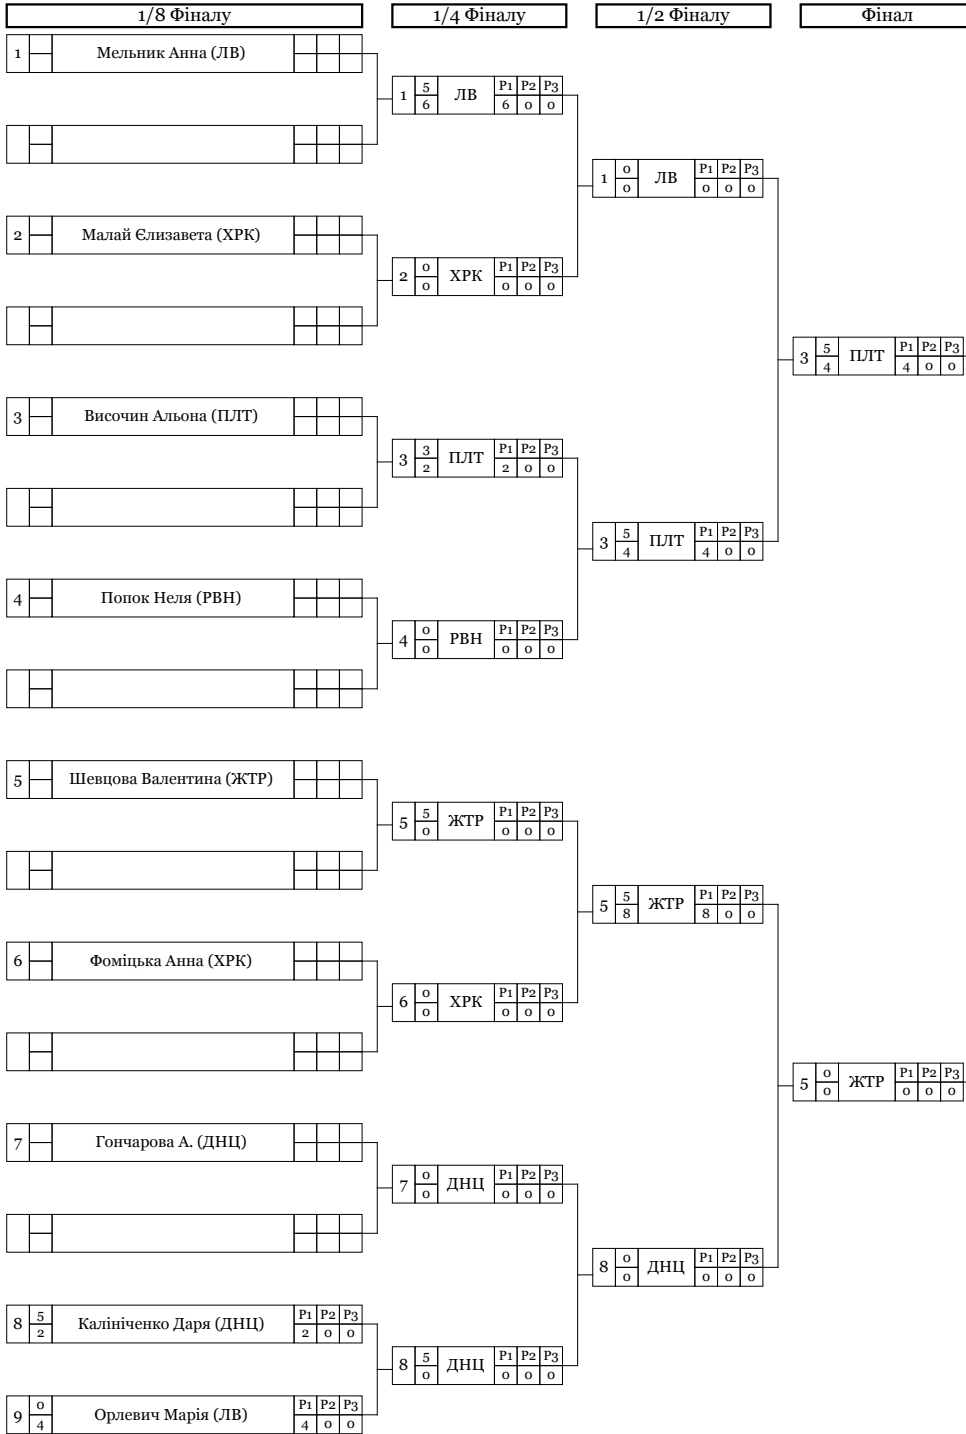 1/8 Фіналу 1/4 Фіналу 1/2 Фіналу Фінал
1 Мельник Анна (ЛВ)
1 5 6 ЛВ P1 P2 P3 6 0 0
1 0 0 ЛВ P1 P2 P3 0 0 0
2 Малай Єлизавета (ХРК)
2 0 0 ХРК P1 P2 P3 0 0 0
3 5 4 ПЛТ P1 P2 P3 4 0 0
3 Височин Альона (ПЛТ)
3 3 2 ПЛТ P1 P2 P3 2 0 0
3 5 4 ПЛТ P1 P2 P3 4 0 0
4 Попок Неля (РВН)
4 0 0 РВН P1 P2 P3 0 0 0
5 Шевцова Валентина (ЖТР)
5 5 0 ЖТР P1 P2 P3 0 0 0
5 5 8 ЖТР P1 P2 P3 8 0 0
6 Фоміцька Анна (ХРК)
6 0 0 ХРК P1 P2 P3 0 0 0
5 0 0 ЖТР P1 P2 P3 0 0 0
7 Гончарова А. (ДНЦ)
7 0 0 ДНЦ P1 P2 P3 0 0 0
8 0 0 ДНЦ P1 P2 P3 0 0 0
8 5 2 Калініченко Даря (ДНЦ) P1 P2 P3 2 0 0
8 5 0 ДНЦ P1 P2 P3 0 0 0
9 0 4 Орлевич Марія (ЛВ) P1 P2 P3 4 0 0